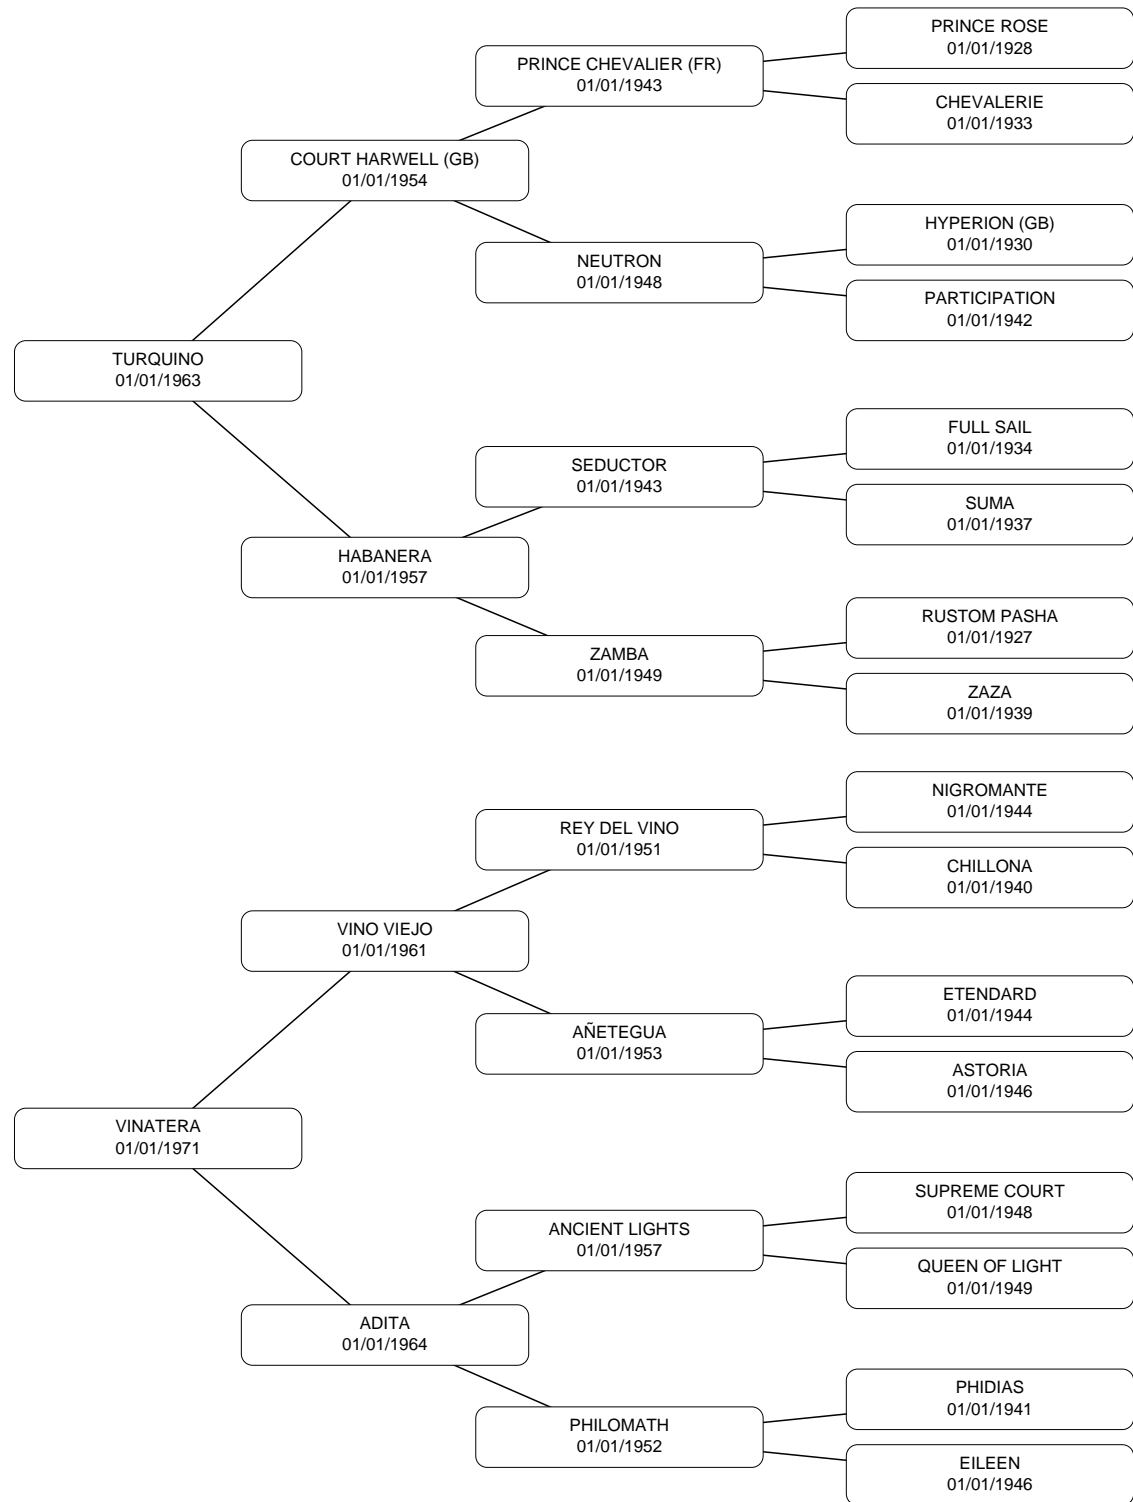 PRINCE ROSE
01/01/1928
PRINCE CHEVALIER (FR)
01/01/1943
CHEVALERIE
01/01/1933
COURT HARWELL (GB)
01/01/1954
HYPERION (GB)
01/01/1930
NEUTRON
01/01/1948
PARTICIPATION
01/01/1942
TURQUINO
01/01/1963
FULL SAIL
01/01/1934
SEDUCTOR
01/01/1943
SUMA
01/01/1937
HABANERA
01/01/1957
RUSTOM PASHA
01/01/1927
ZAMBA
01/01/1949
ZAZA
01/01/1939
NIGROMANTE
01/01/1944
REY DEL VINO
01/01/1951
CHILLONA
01/01/1940
VINO VIEJO
01/01/1961
ETENDARD
01/01/1944
AÑETEGUA
01/01/1953
ASTORIA
01/01/1946
VINATERA
01/01/1971
SUPREME COURT
01/01/1948
ANCIENT LIGHTS
01/01/1957
QUEEN OF LIGHT
01/01/1949
ADITA
01/01/1964
PHIDIAS
01/01/1941
PHILOMATH
01/01/1952
EILEEN
01/01/1946